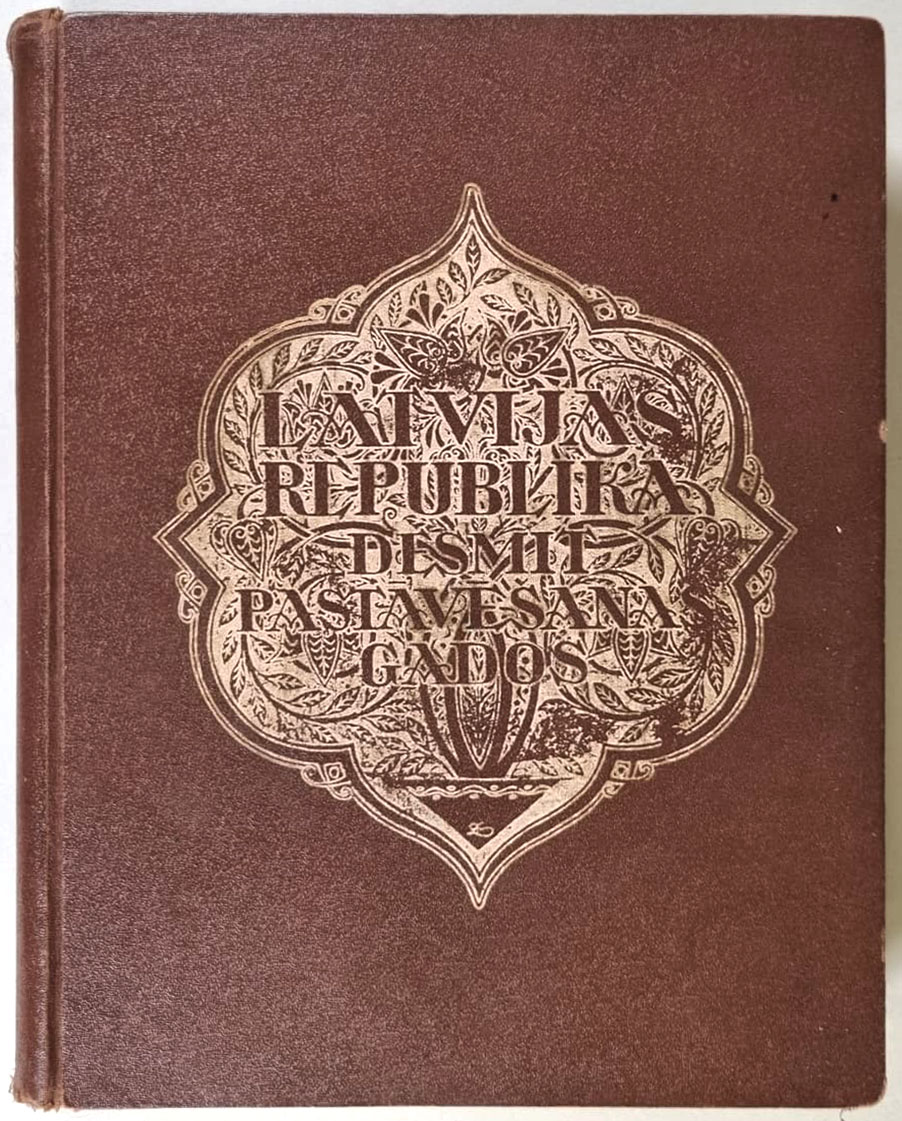 LATVIJAS
REPUBLIKA
DESMIT
PASTĀVĒŠANAS
GADOS